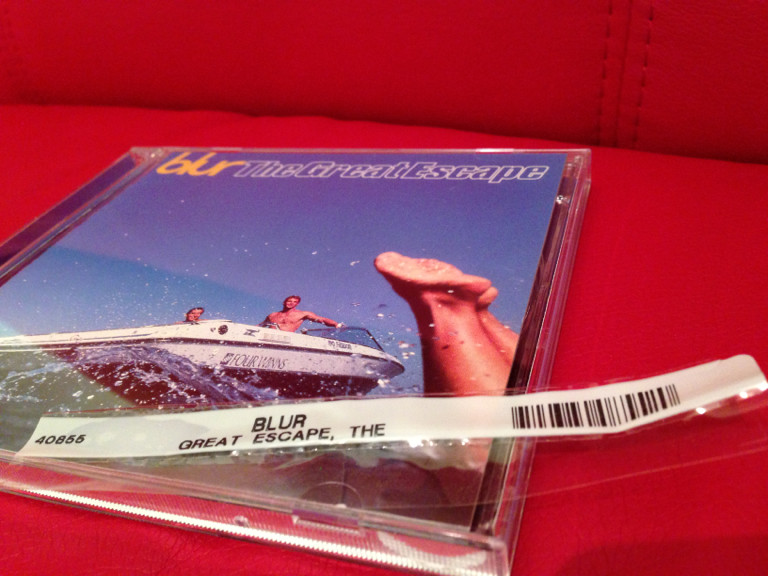 blur The Great Escape
FOUR WINNS
40855
BLUR
GREAT ESCAPE, THE